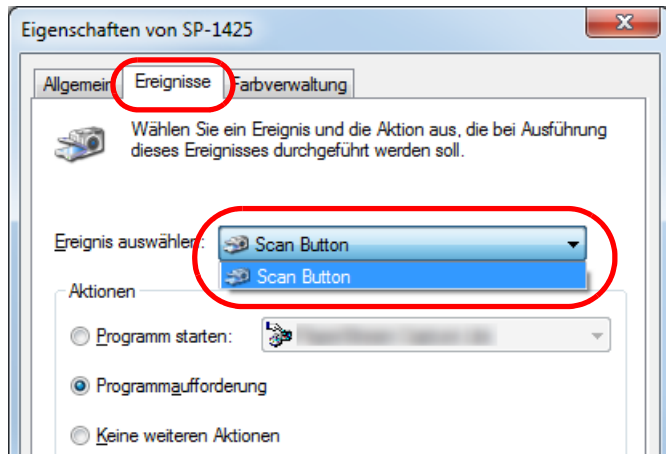 Eigenschaften von SP-1425
Allgemein Ereignisse Farbverwaltung
Wählen Sie ein Ereignis und die Aktion aus, die bei Ausführung
dieses Ereignisses durchgeführt werden soll.
Ereignis auswählen: Scan Button
Scan Button
Aktionen
Programm starten:
Programmaufforderung
Keine weiteren Aktionen